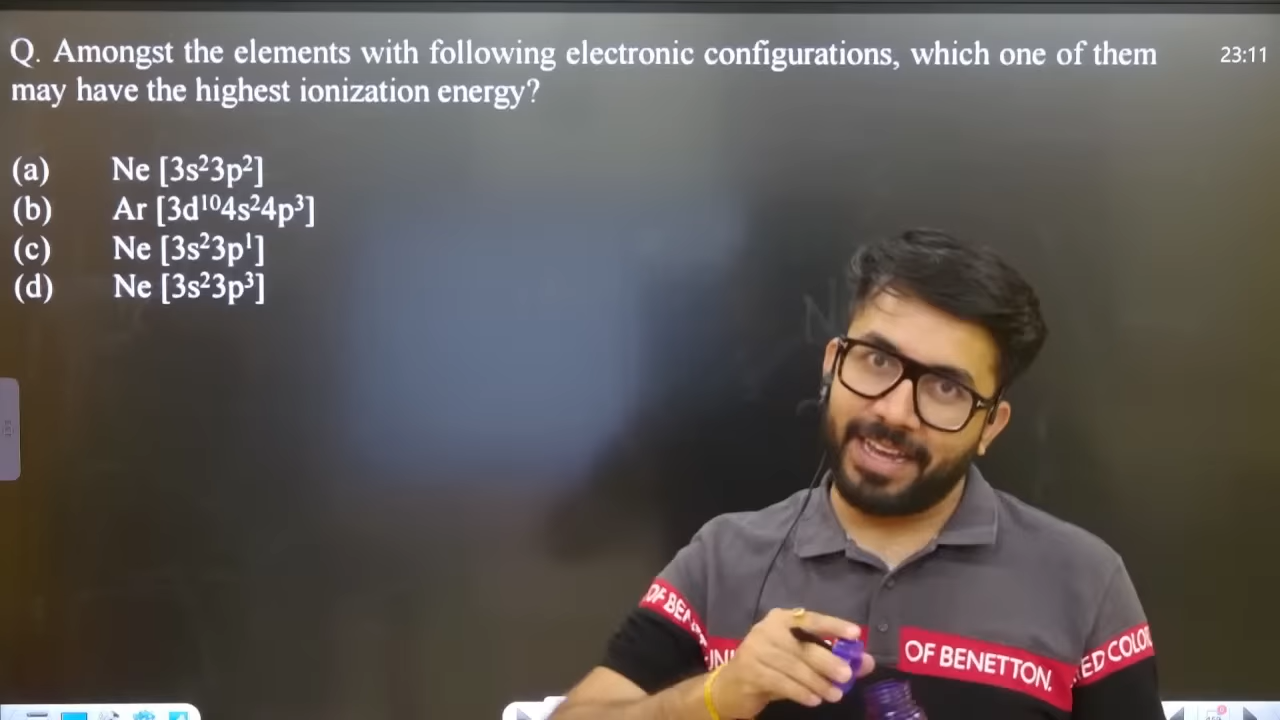 Q. Amongst the elements with following electronic configurations, which one of them
may have the highest ionization energy?
23:11
(a) Ne [3s²3p²]
(b) Ar [3d¹⁰4s²4p³]
(c) Ne [3s²3p¹]
(d) Ne [3s²3p³]
OF BENETTON.